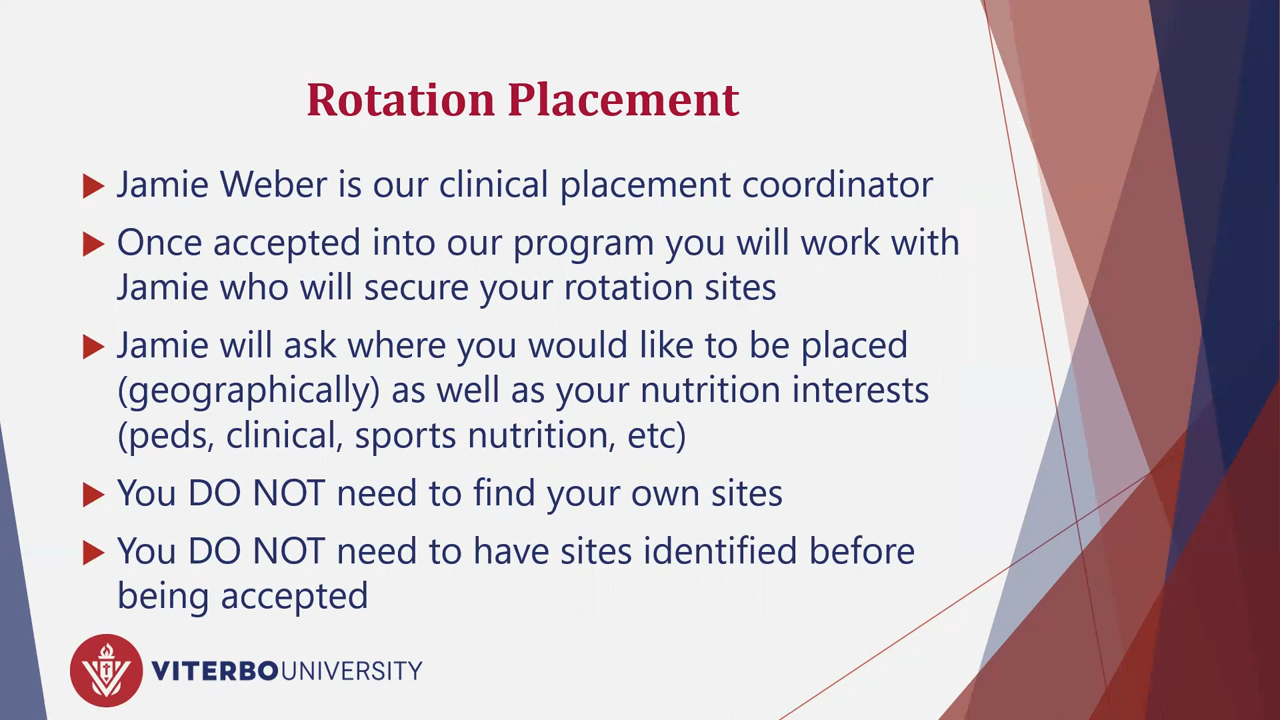 Rotation Placement
Jamie Weber is our clinical placement coordinator
Once accepted into our program you will work with
Jamie who will secure your rotation sites
Jamie will ask where you would like to be placed
(geographically) as well as your nutrition interests
(peds, clinical, sports nutrition, etc)
You DO NOT need to find your own sites
You DO NOT need to have sites identified before
being accepted
VITERBO UNIVERSITY